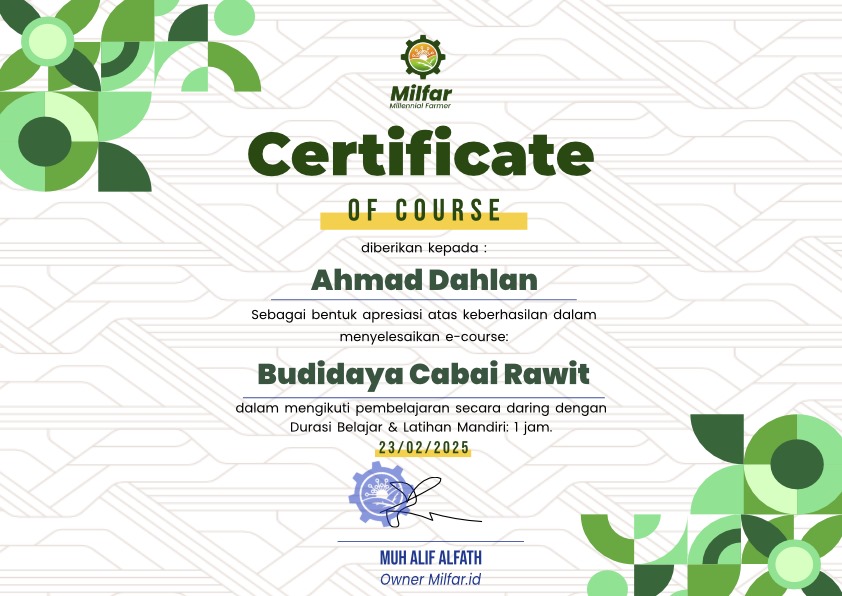 Milfar
Millennial Farmer
Certificate
OF COURSE
diberikan kepada :
Ahmad Dahlan
Sebagai bentuk apresiasi atas keberhasilan dalam
menyelesaikan e-course:
Budidaya Cabai Rawit
dalam mengikuti pembelajaran secara daring dengan
Durasi Belajar & Latihan Mandiri: 1 jam.
23/02/2025
MUH ALIF ALFATH
Owner Milfar.id